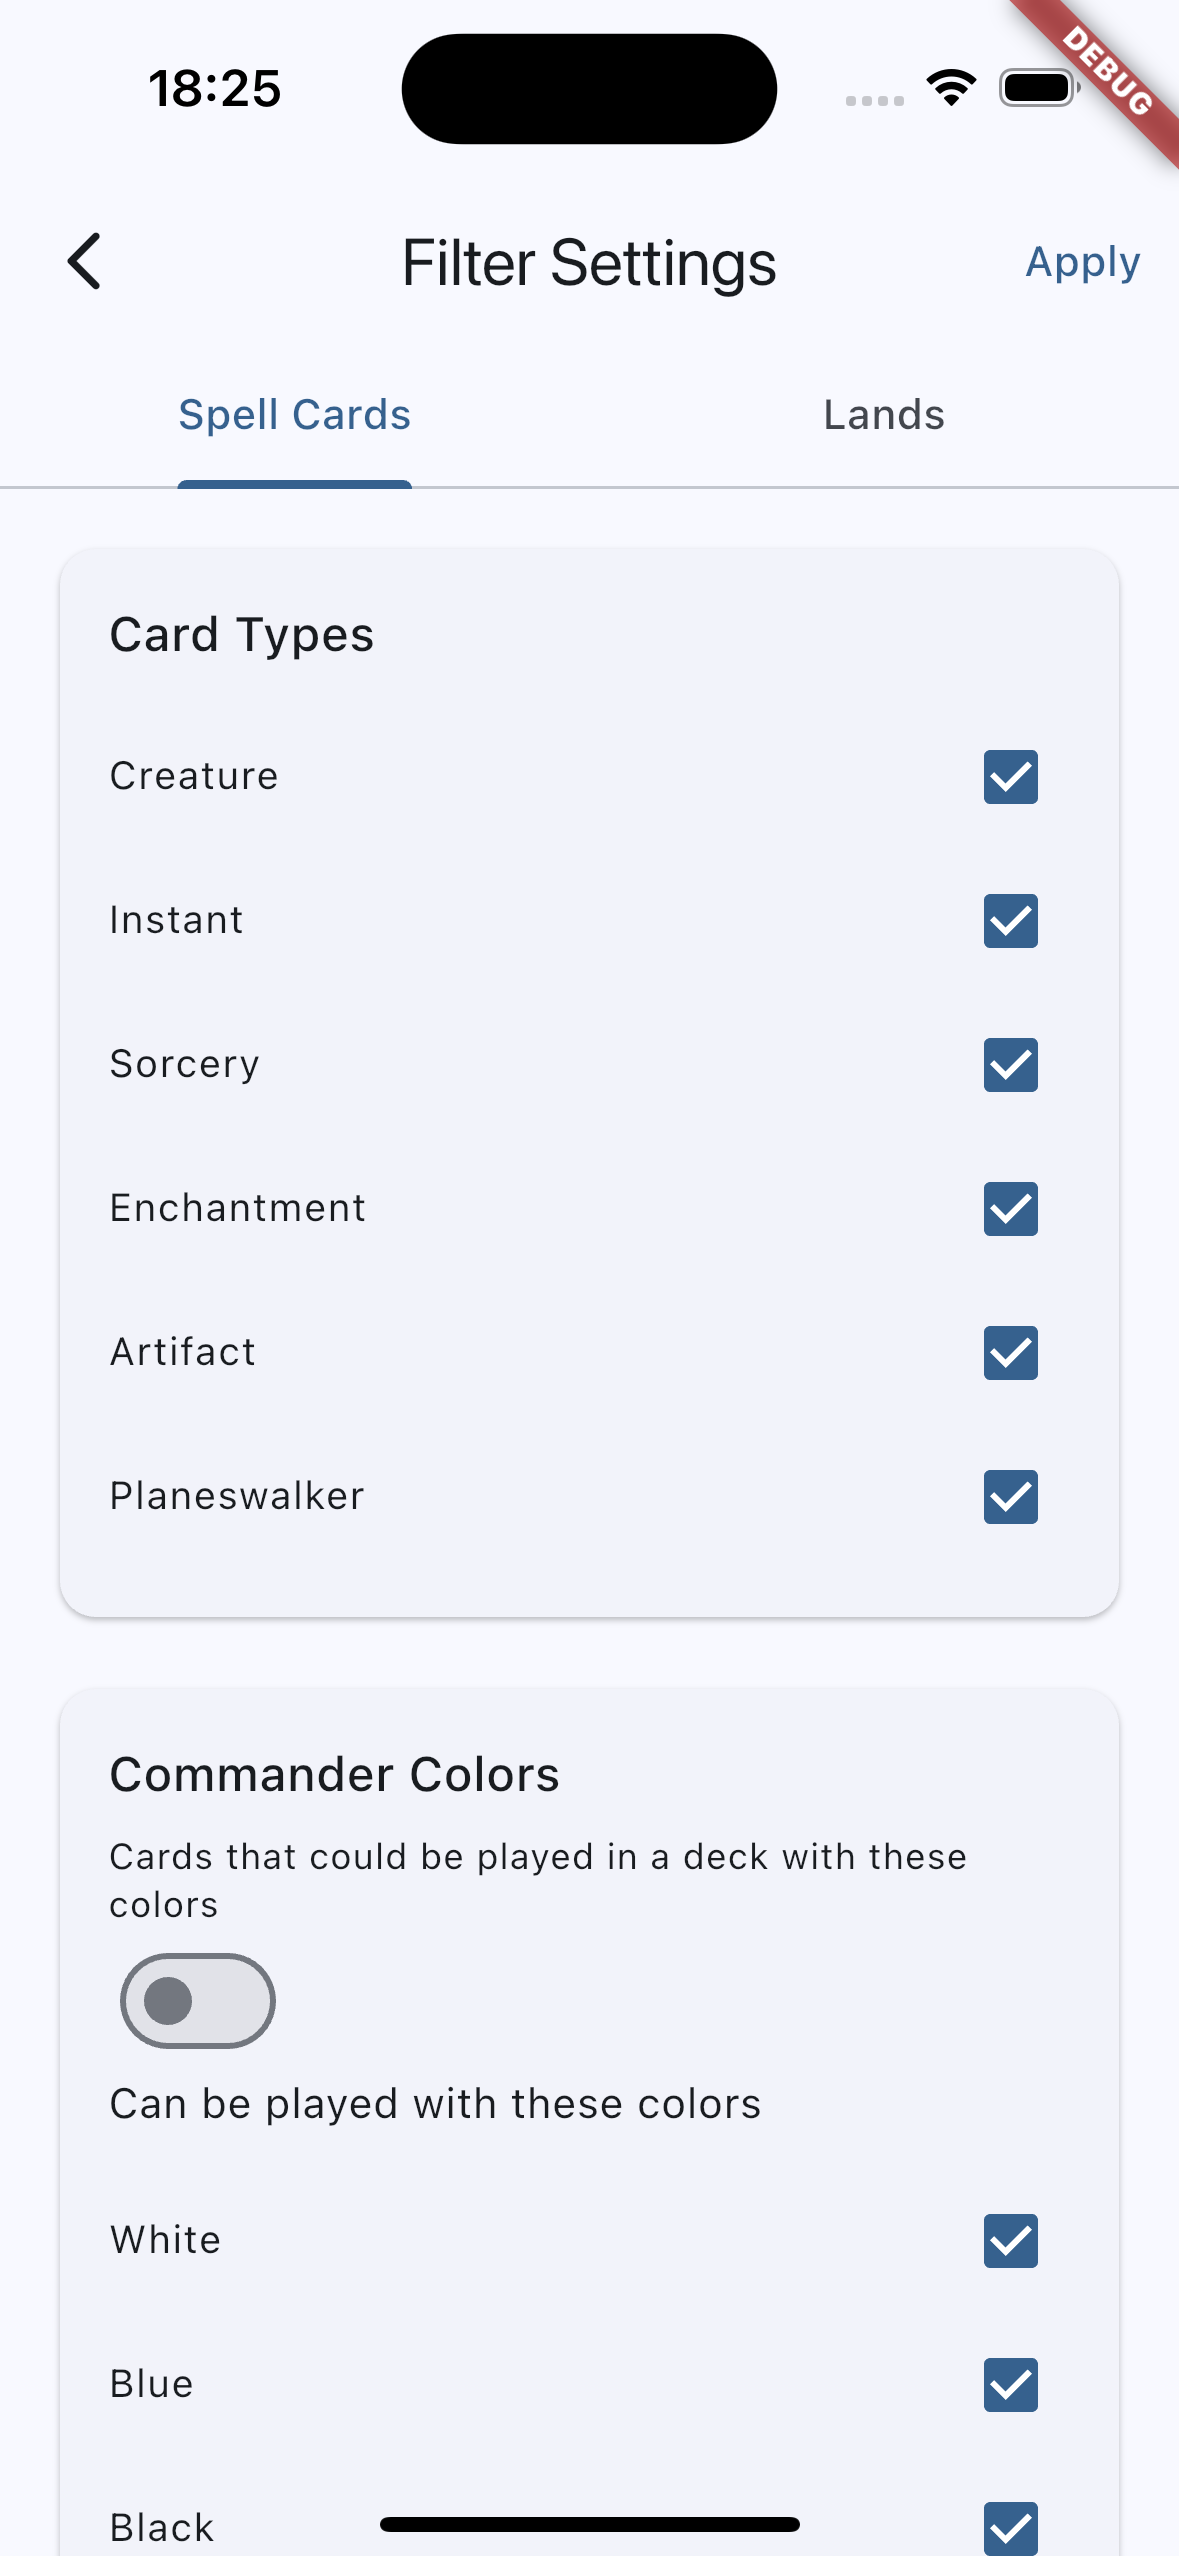 18:25
DEBUG
Filter Settings
Apply
Spell Cards
Lands
Card Types
Creature
Instant
Sorcery
Enchantment
Artifact
Planeswalker
Commander Colors
Cards that could be played in a deck with these
colors
Can be played with these colors
White
Blue
Black